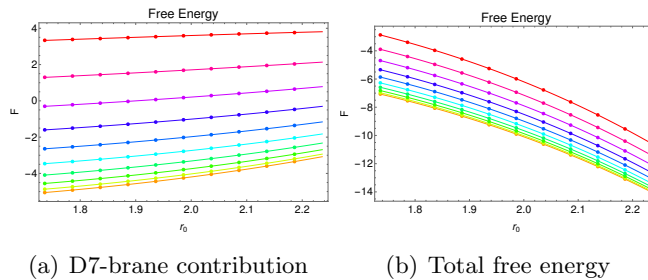 Free Energy
4
2
0
-2
-4
F
1.8
1.9
2.0
2.1
2.2
r₀
(a) D7-brane contribution
Free Energy
-4
-6
-8
-10
-12
-14
F
1.8
1.9
2.0
2.1
2.2
r₀
(b) Total free energy